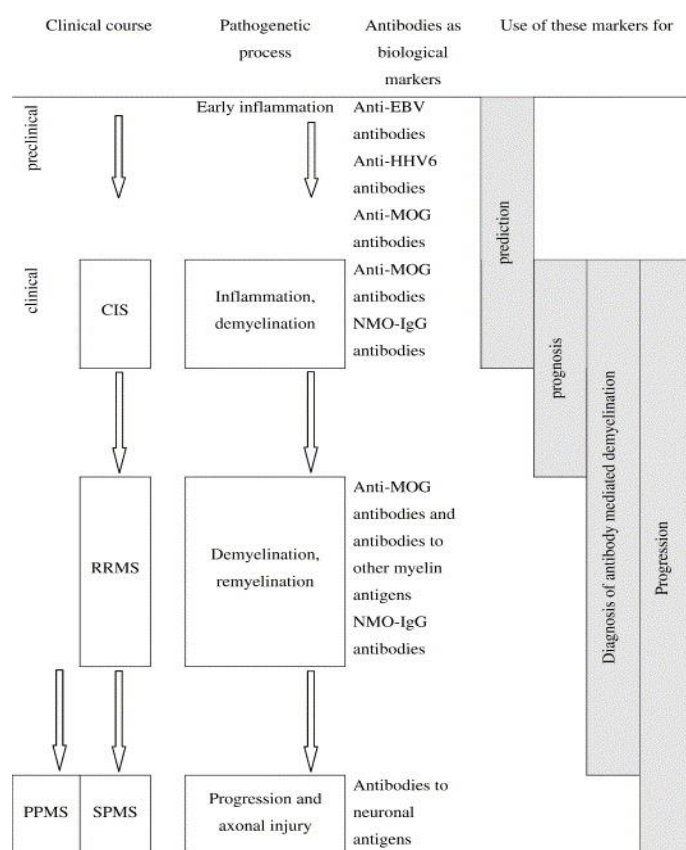 Clinical course
Pathogenetic
process
Antibodies as
biological
markers
Use of these markers for
preclinical
Early inflammation
Anti-EBV
antibodies
Anti-HHV6
antibodies
Anti-MOG
antibodies
prediction
clinical
CIS
Inflammation,
demyelination
Anti-MOG
antibodies
NMO-IgG
antibodies
prognosis
Diagnosis of antibody mediated demyelination
Progression
RRMS
Demyelination,
remyelination
Anti-MOG
antibodies and
antibodies to
other myelin
antigens
NMO-IgG
antibodies
PPMS
SPMS
Progression and
axonal injury
Antibodies to
neuronal
antigens